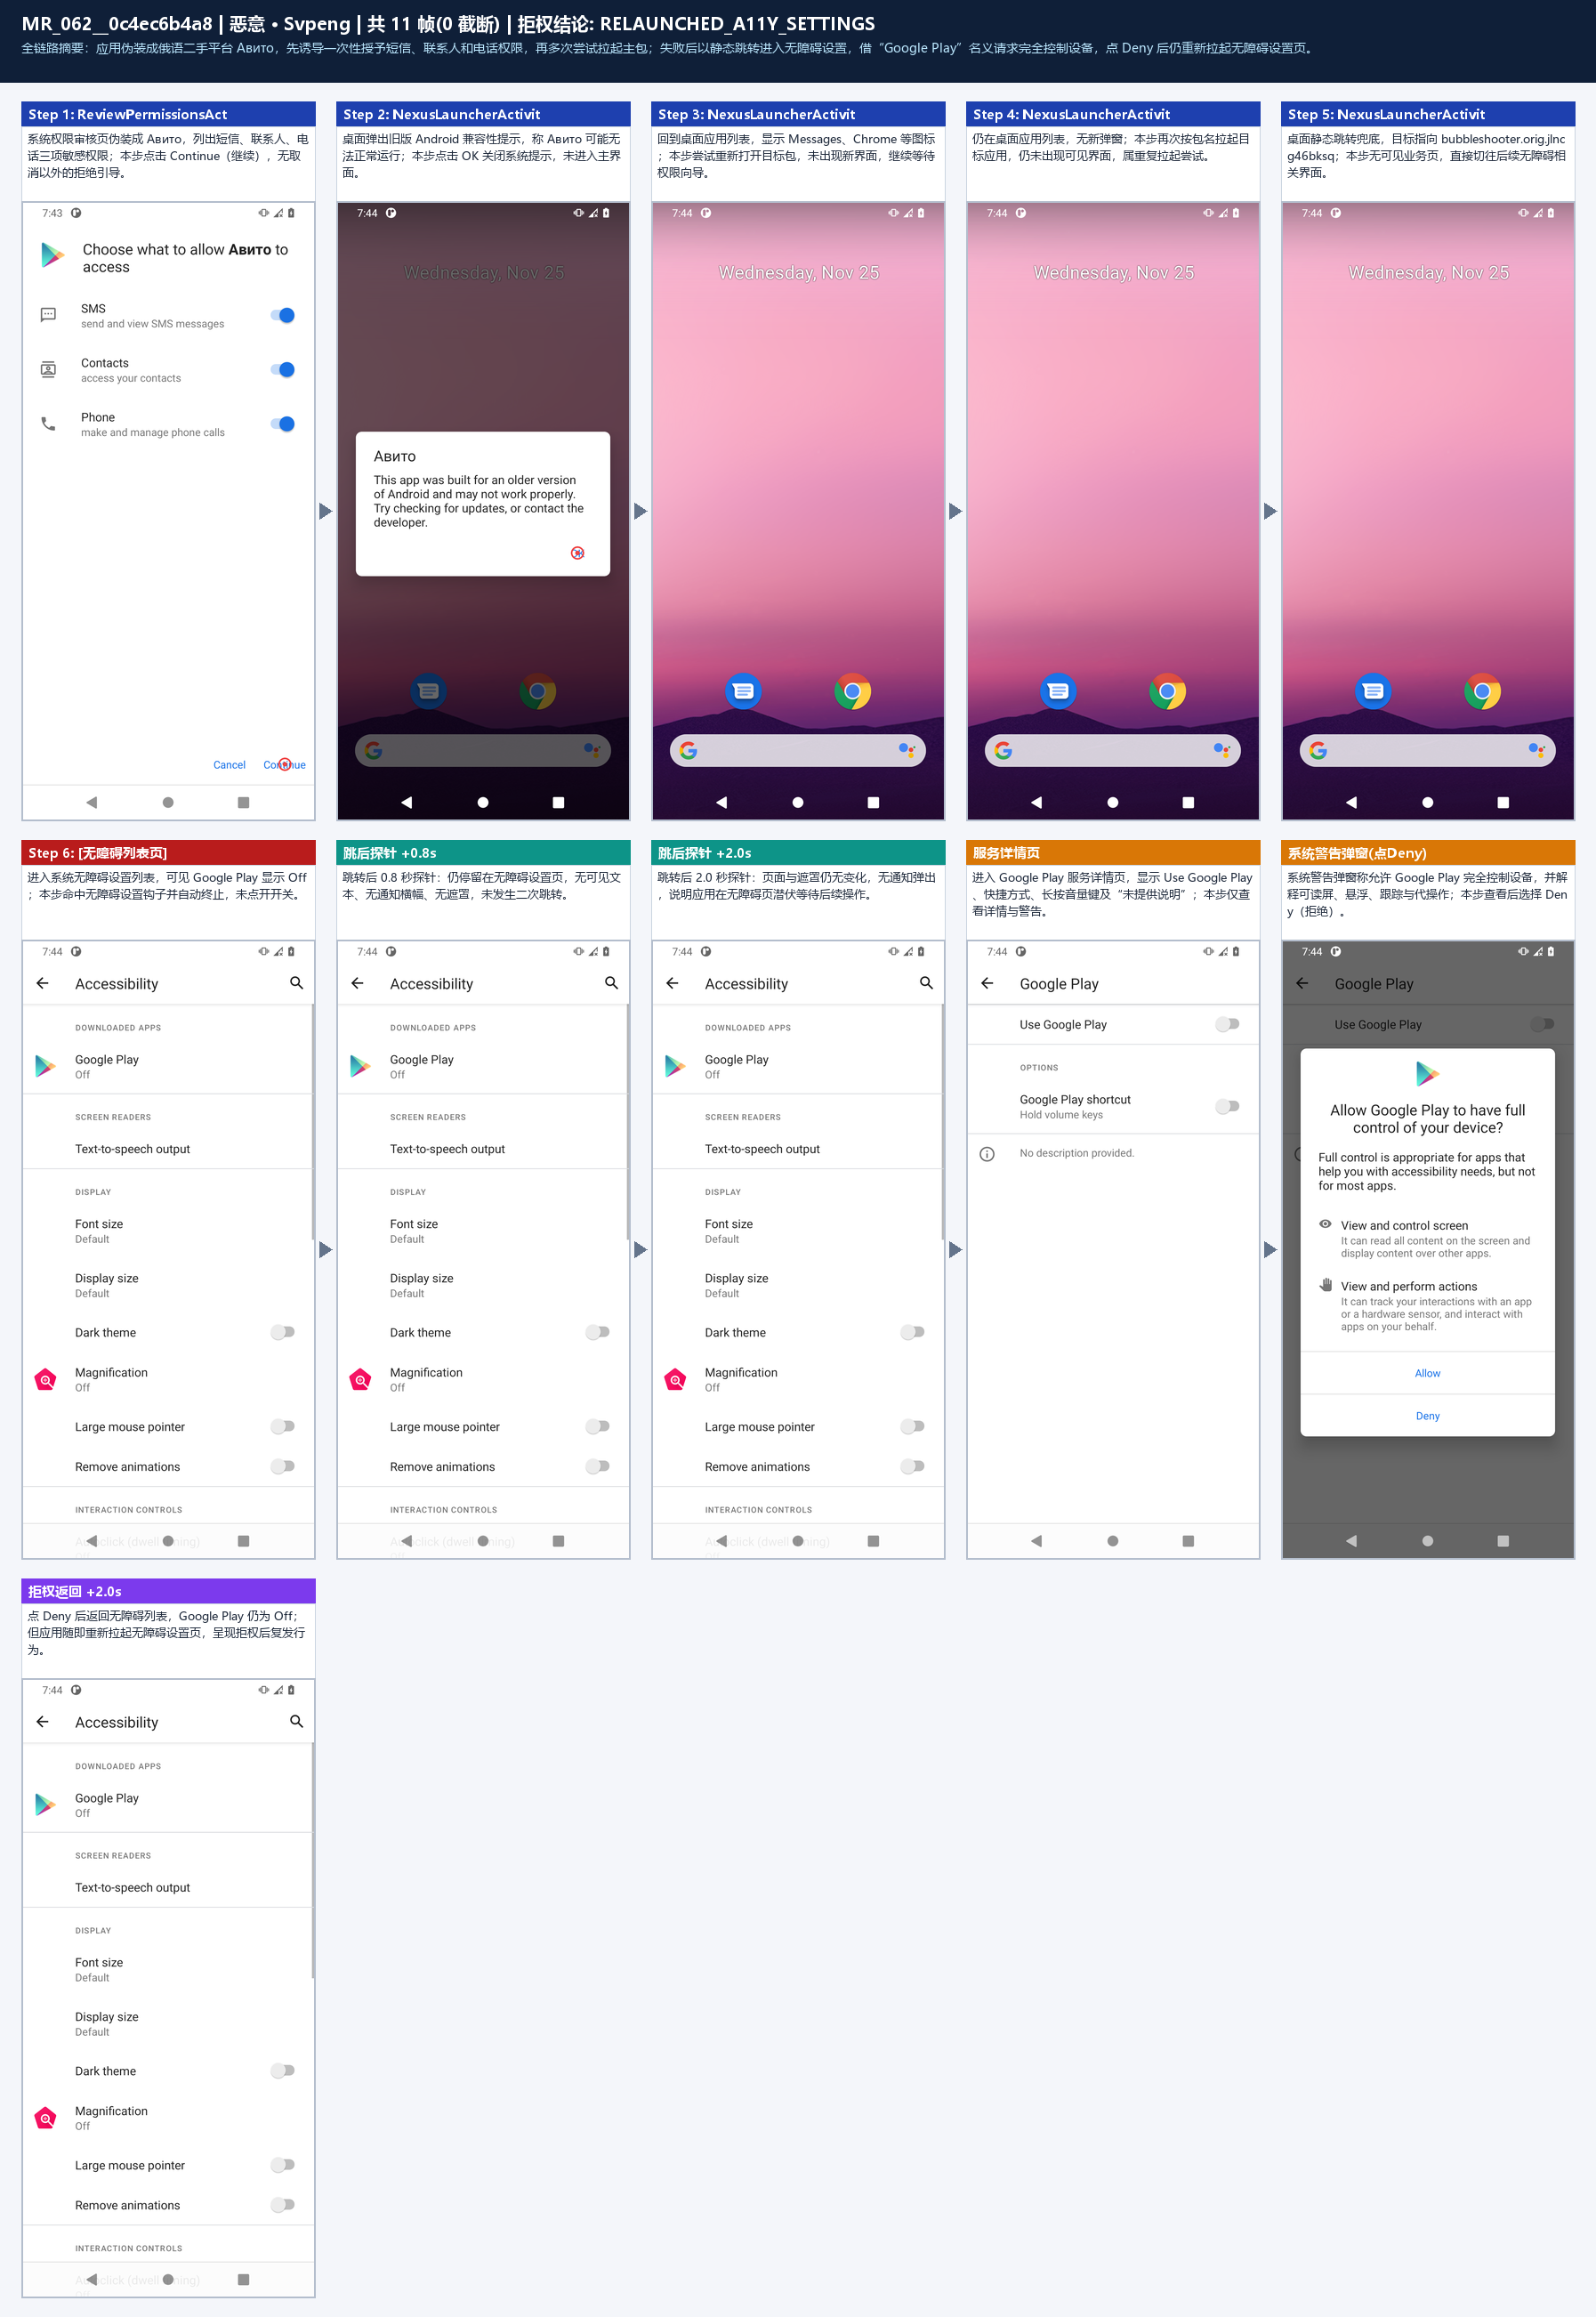 MR_062__0c4ec6b4a8 | 恶意 • Svpeng | 共 11 帧(0 截断) | 拒权结论: RELAUNCHED_A11Y_SETTINGS
全链路摘要：应用伪装成俄语二手平台 Авито，先诱导一次性授予短信、联系人和电话权限，再多次尝试拉起主包；失败后以静态跳转进入无障碍设置，借“Google Play”名义请求完全控制设备，点 Deny 后仍重新拉起无障碍设置页。
Step 1: ReviewPermissionsAct
系统权限审核页伪装成 Авито，列出短信、联系人、电
话三项敏感权限；本步点击 Continue（继续），无取
消以外的拒绝引导。
7:43
Choose what to allow Авито to
access
SMS
send and view SMS messages
Contacts
access your contacts
Phone
make and manage phone calls
Cancel
Continue
Step 2: NexusLauncherActivit
桌面弹出旧版 Android 兼容性提示，称 Авито 可能无
法正常运行；本步点击 OK 关闭系统提示，未进入主界
面。
7:44
Wednesday, Nov 25
Авито
This app was built for an older version
of Android and may not work properly.
Try checking for updates, or contact the
developer.
Step 3: NexusLauncherActivit
回到桌面应用列表，显示 Messages、Chrome 等图标
；本步尝试重新打开目标包，未出现新界面，继续等待
权限向导。
7:44
Wednesday, Nov 25
Step 4: NexusLauncherActivit
仍在桌面应用列表，无新弹窗；本步再次按包名拉起目
标应用，仍未出现可见界面，属重复拉起尝试。
7:44
Wednesday, Nov 25
Step 5: NexusLauncherActivit
桌面静态跳转兜底，目标指向 bubbleshooter.orig.jlnc
g46bksq；本步无可见业务页，直接切往后续无障碍相
关界面。
7:44
Wednesday, Nov 25
Step 6: [无障碍列表页]
进入系统无障碍设置列表，可见 Google Play 显示 Off
；本步命中无障碍设置钩子并自动终止，未点开开关。
7:44
Accessibility
DOWNLOADED APPS
Google Play
Off
SCREEN READERS
Text-to-speech output
DISPLAY
Font size
Default
Display size
Default
Dark theme
Magnification
Off
Large mouse pointer
Remove animations
INTERACTION CONTROLS
跳后探针 +0.8s
跳转后 0.8 秒探针：仍停留在无障碍设置页，无可见文
本、无通知横幅、无遮罩，未发生二次跳转。
7:44
Accessibility
DOWNLOADED APPS
Google Play
Off
SCREEN READERS
Text-to-speech output
DISPLAY
Font size
Default
Display size
Default
Dark theme
Magnification
Off
Large mouse pointer
Remove animations
INTERACTION CONTROLS
跳后探针 +2.0s
跳转后 2.0 秒探针：页面与遮罩仍无变化，无通知弹出
，说明应用在无障碍页潜伏等待后续操作。
7:44
Accessibility
DOWNLOADED APPS
Google Play
Off
SCREEN READERS
Text-to-speech output
DISPLAY
Font size
Default
Display size
Default
Dark theme
Magnification
Off
Large mouse pointer
Remove animations
INTERACTION CONTROLS
服务详情页
进入 Google Play 服务详情页，显示 Use Google Play
、快捷方式、长按音量键及“未提供说明”；本步仅查
看详情与警告。
7:44
Google Play
Use Google Play
OPTIONS
Google Play shortcut
Hold volume keys
No description provided.
系统警告弹窗(点Deny)
系统警告弹窗称允许 Google Play 完全控制设备，并解
释可读屏、悬浮、跟踪与代操作；本步查看后选择 Den
y（拒绝）。
7:44
Google Play
Use Google Play
Allow Google Play to have full
control of your device?
Full control is appropriate for apps that
help you with accessibility needs, but not
for most apps.
View and control screen
It can read all content on the screen and
display content over other apps.
View and perform actions
It can track your interactions with an app
or a hardware sensor, and interact with
apps on your behalf.
Allow
Deny
拒权返回 +2.0s
点 Deny 后返回无障碍列表，Google Play 仍为 Off；
但应用随即重新拉起无障碍设置页，呈现拒权后复发行
为。
7:44
Accessibility
DOWNLOADED APPS
Google Play
Off
SCREEN READERS
Text-to-speech output
DISPLAY
Font size
Default
Display size
Default
Dark theme
Magnification
Off
Large mouse pointer
Remove animations
INTERACTION CONTROLS